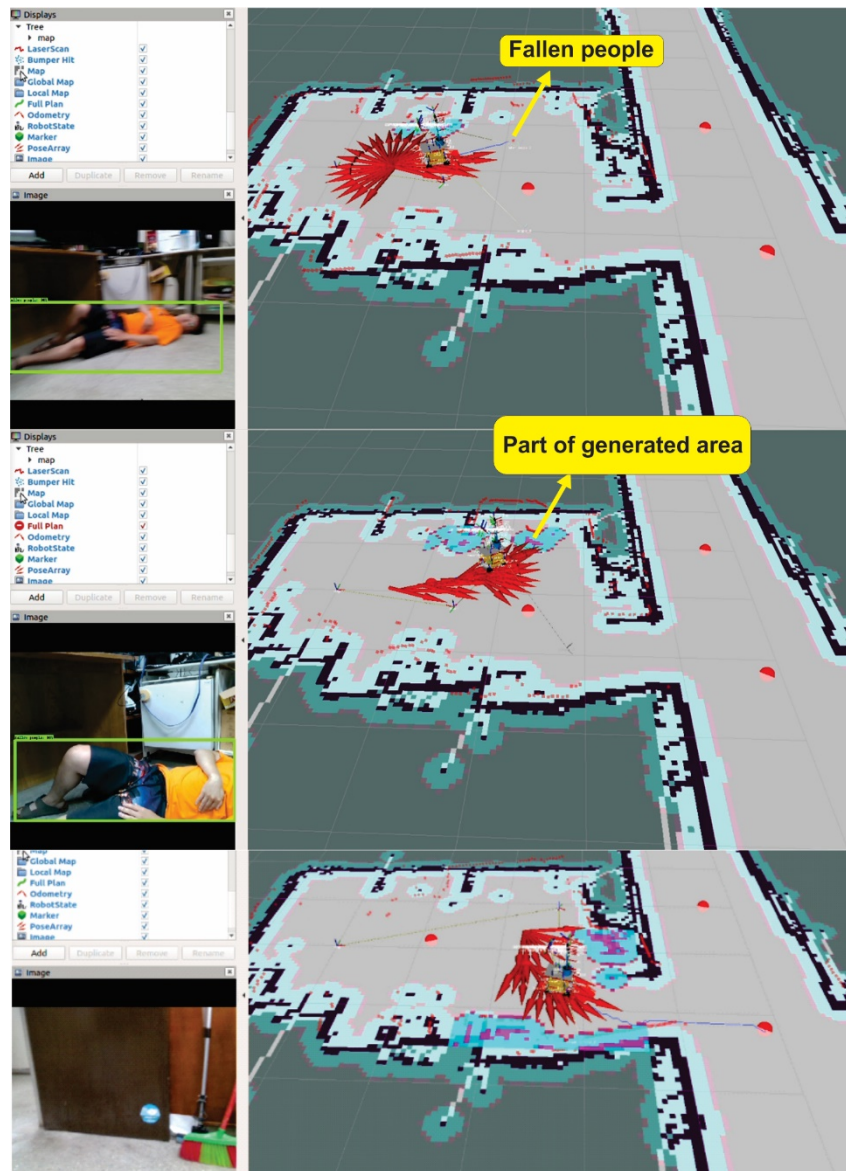 Displays
Tree
map
LaserScan
Bumper Hit
Map
Global Map
Local Map
Full Plan
Odometry
RobotState
Marker
PoseArray
Image
Add Duplicate Remove Rename
Image
Fallen people
Displays
Tree
map
LaserScan
Bumper Hit
Map
Global Map
Local Map
Full Plan
Odometry
RobotState
Marker
PoseArray
Image
Add Duplicate Remove Rename
Image
Part of generated area
Map
Global Map
Local Map
Full Plan
Odometry
RobotState
Marker
PoseArray
Image
Add Duplicate Remove Rename
Image